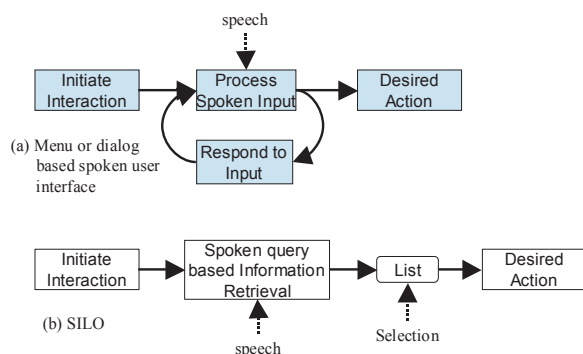 speech
Initiate
Interaction
Process
Spoken Input
Desired
Action
Respond to
Input
(a) Menu or dialog
based spoken user
interface
Initiate
Interaction
Spoken query
based Information
Retrieval
List
Desired
Action
(b) SILO
speech
Selection